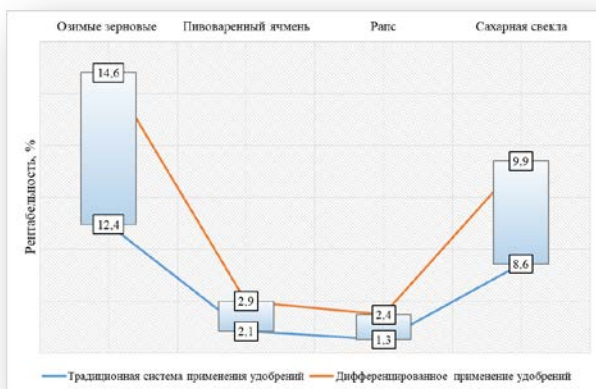 Озимые зерновые Пивоваренный ячмень Рапс Сахарная свекла
14,6
9,9
Рентабельность, %
12,4
8,6
2,9
2,4
2,1
1,3
Традиционная система применения удобрений Дифференцированное применение удобрений